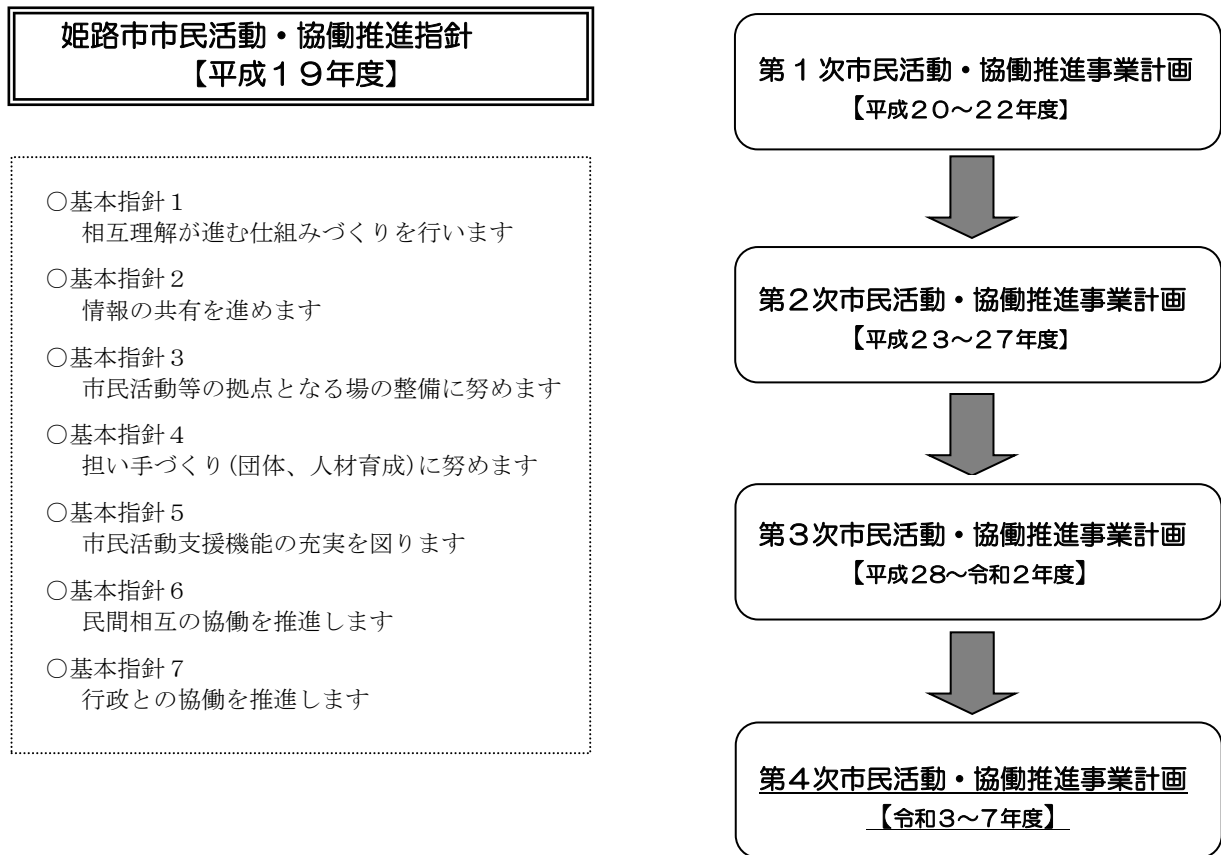 姫路市市民活動・協働推進指針
【平成19年度】
○基本指針１
相互理解が進む仕組みづくりを行います
○基本指針２
情報の共有を進めます
○基本指針３
市民活動等の拠点となる場の整備に努めます
○基本指針４
担い手づくり(団体、人材育成)に努めます
○基本指針５
市民活動支援機能の充実を図ります
○基本指針６
民間相互の協働を推進します
○基本指針７
行政との協働を推進します
第１次市民活動・協働推進事業計画
【平成２０～２２年度】
第２次市民活動・協働推進事業計画
【平成２３～２７年度】
第３次市民活動・協働推進事業計画
【平成２８～令和２年度】
第４次市民活動・協働推進事業計画
【令和３～７年度】